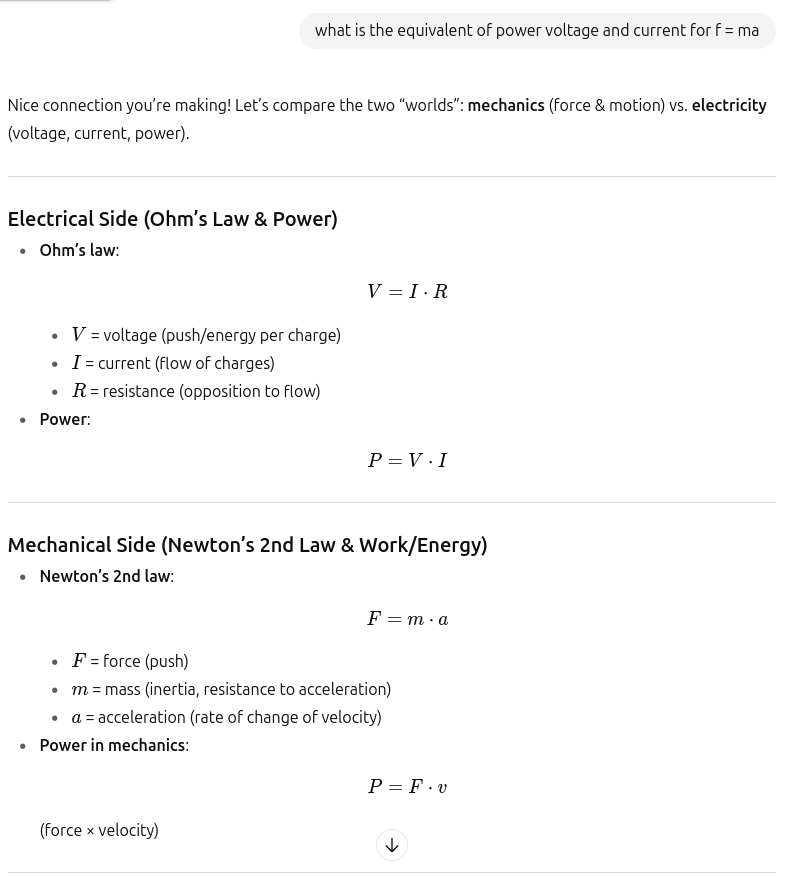 what is the equivalent of power voltage and current for f = ma
Nice connection you’re making! Let’s compare the two “worlds”: mechanics (force & motion) vs. electricity
(voltage, current, power).
Electrical Side (Ohm’s Law & Power)
• Ohm’s law:
V = I · R
• V = voltage (push/energy per charge)
• I = current (flow of charges)
• R = resistance (opposition to flow)
• Power:
P = V · I
Mechanical Side (Newton’s 2nd Law & Work/Energy)
• Newton’s 2nd law:
F = m · a
• F = force (push)
• m = mass (inertia, resistance to acceleration)
• a = acceleration (rate of change of velocity)
• Power in mechanics:
P = F · v
(force × velocity)